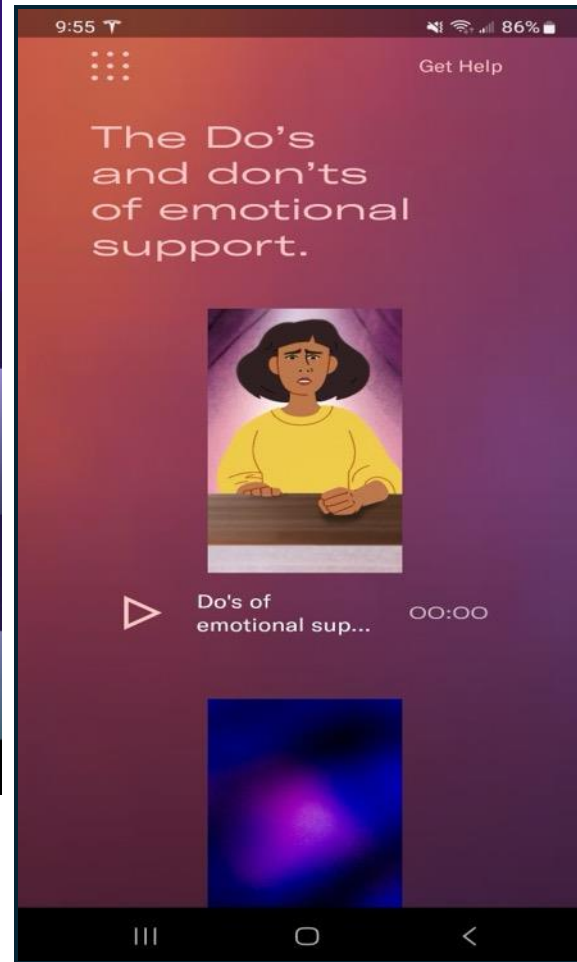 9:55
86%
Get Help
The Do's
and don'ts
of emotional
support.
Do's of
emotional sup...
00:00